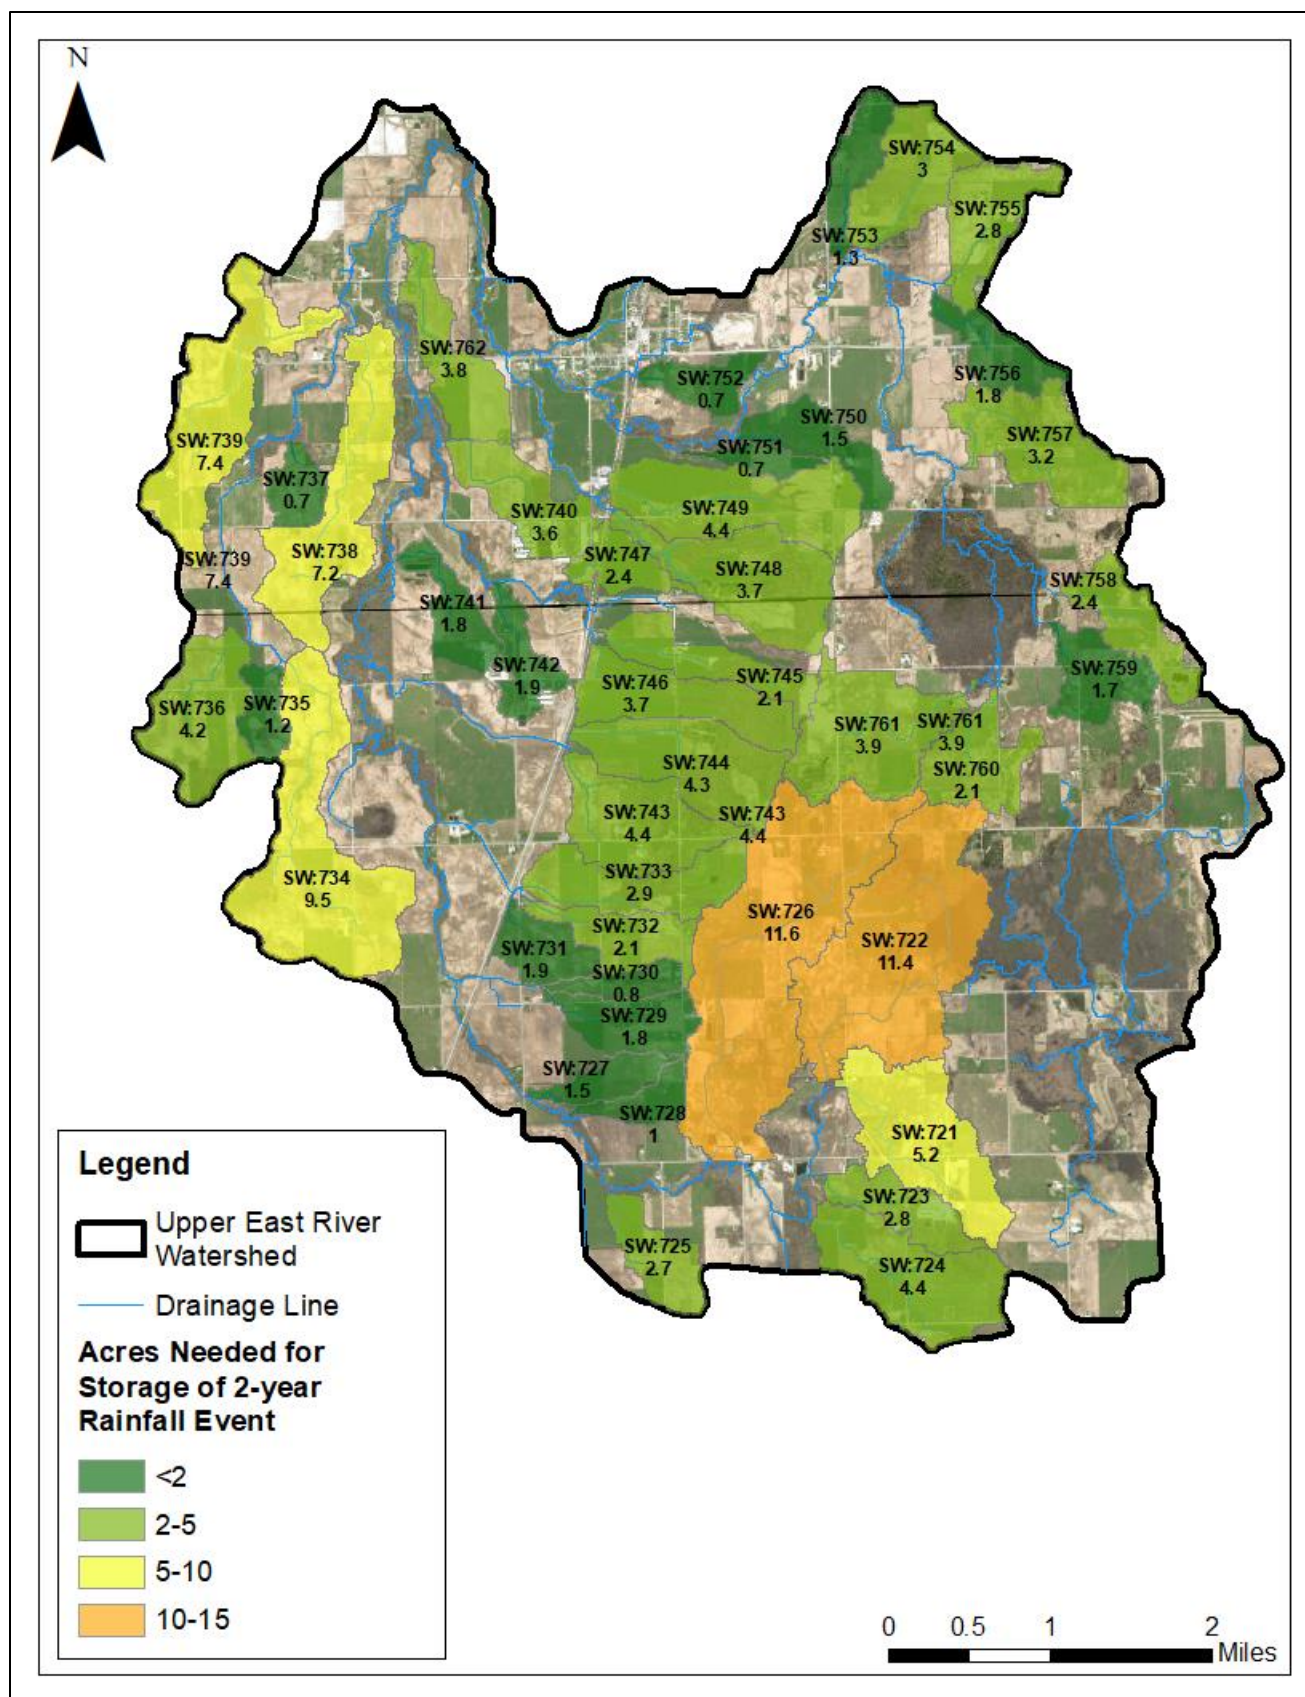 N
SW:754
3
SW:755
2.8
SW:753
1.3
SW:762
3.8
SW:752
0.7
SW:756
1.8
SW:750
1.5
SW:757
3.2
SW:739
7.4
SW:751
0.7
SW:737
0.7
SW:749
4.4
SW:740
3.6
SW:738
7.2
SW:739
7.4
SW:747
2.4
SW:748
3.7
SW:758
2.4
SW:741
1.8
SW:742
1.9
SW:759
1.7
SW:746
3.7
SW:745
2.1
SW:736
4.2
SW:735
1.2
SW:761
3.9
SW:761
3.9
SW:744
4.3
SW:760
2.1
SW:743
4.4
SW:743
4.4
SW:734
9.5
SW:733
2.9
SW:726
11.6
SW:732
2.1
SW:722
11.4
SW:731
1.9
SW:730
0.8
SW:729
1.8
SW:727
1.5
SW:728
1
SW:721
5.2
SW:723
2.8
SW:725
2.7
SW:724
4.4
Legend
Upper East River
Watershed
Drainage Line
Acres Needed for
Storage of 2-year
Rainfall Event
<2
2-5
5-10
10-15
0 0.5 1 2
Miles